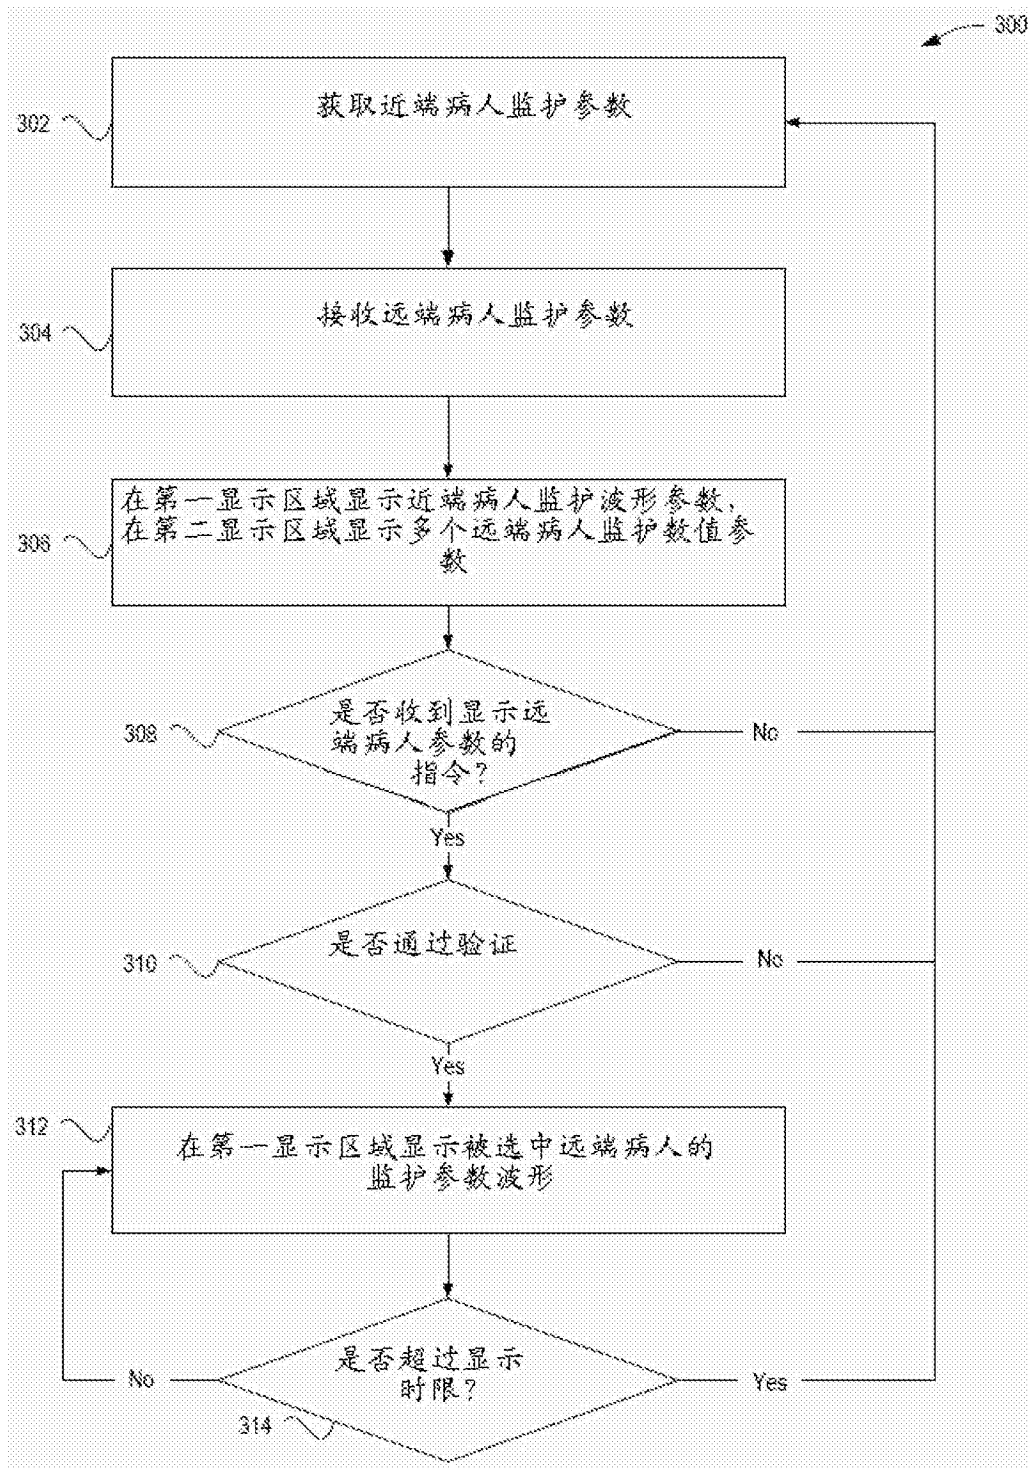 300
获取近端病人监护参数
302
接收远端病人监护参数
304
在第一显示区域显示近端病人监护波形参数,
在第二显示区域显示多个远端病人监护数值参
数
306
是否收到显示远
端病人参数的
指令?
308
No
Yes
是否通过验证
310
No
Yes
312
在第一显示区域显示被选中远端病人的
监护参数波形
是否超过显示
时限?
No
Yes
314